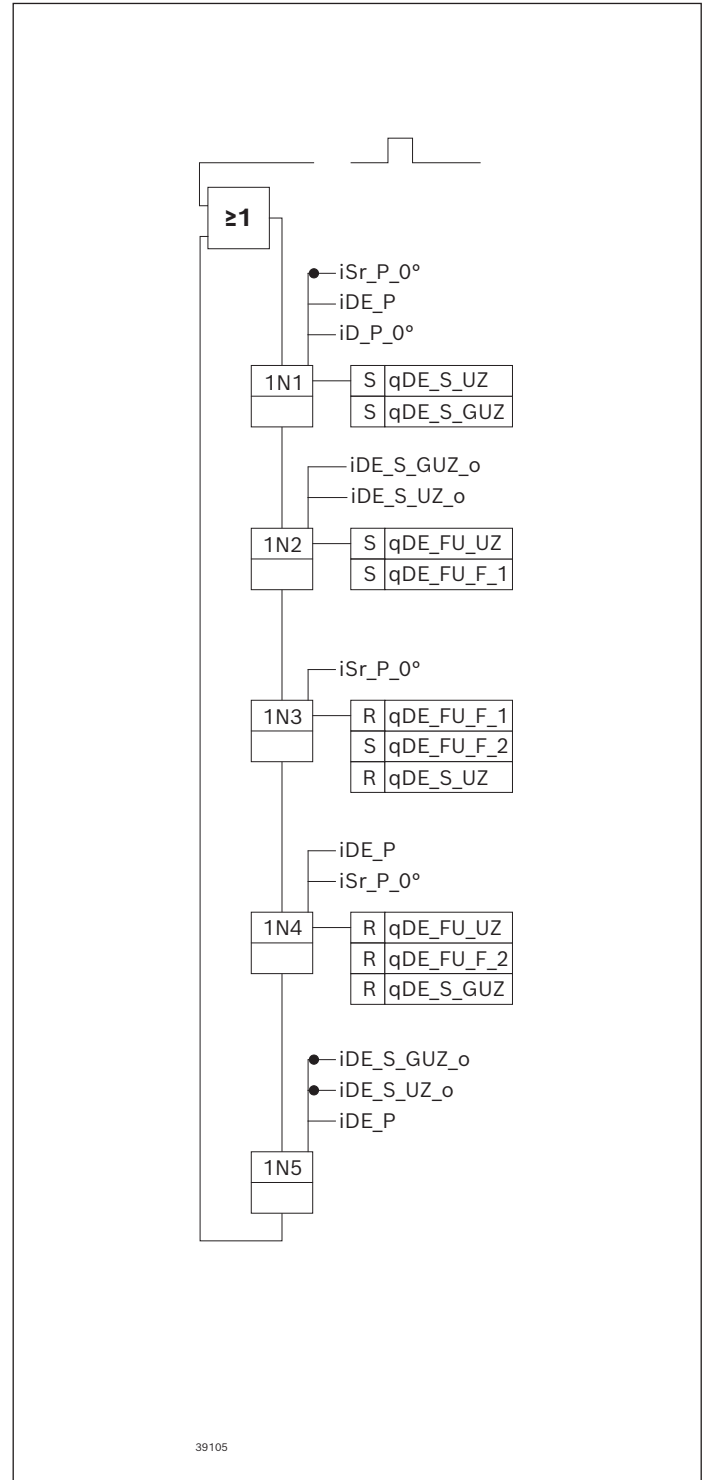 ≥1
iSr_P_0°
iDE_P
iD_P_0°
1N1 S qDE_S_UZ
S qDE_S_GUZ
iDE_S_GUZ_o
iDE_S_UZ_o
1N2 S qDE_FU_UZ
S qDE_FU_F_1
iSr_P_0°
1N3 R qDE_FU_F_1
S qDE_FU_F_2
R qDE_S_UZ
iDE_P
iSr_P_0°
1N4 R qDE_FU_UZ
R qDE_FU_F_2
R qDE_S_GUZ
iDE_S_GUZ_o
iDE_S_UZ_o
iDE_P
1N5
39105